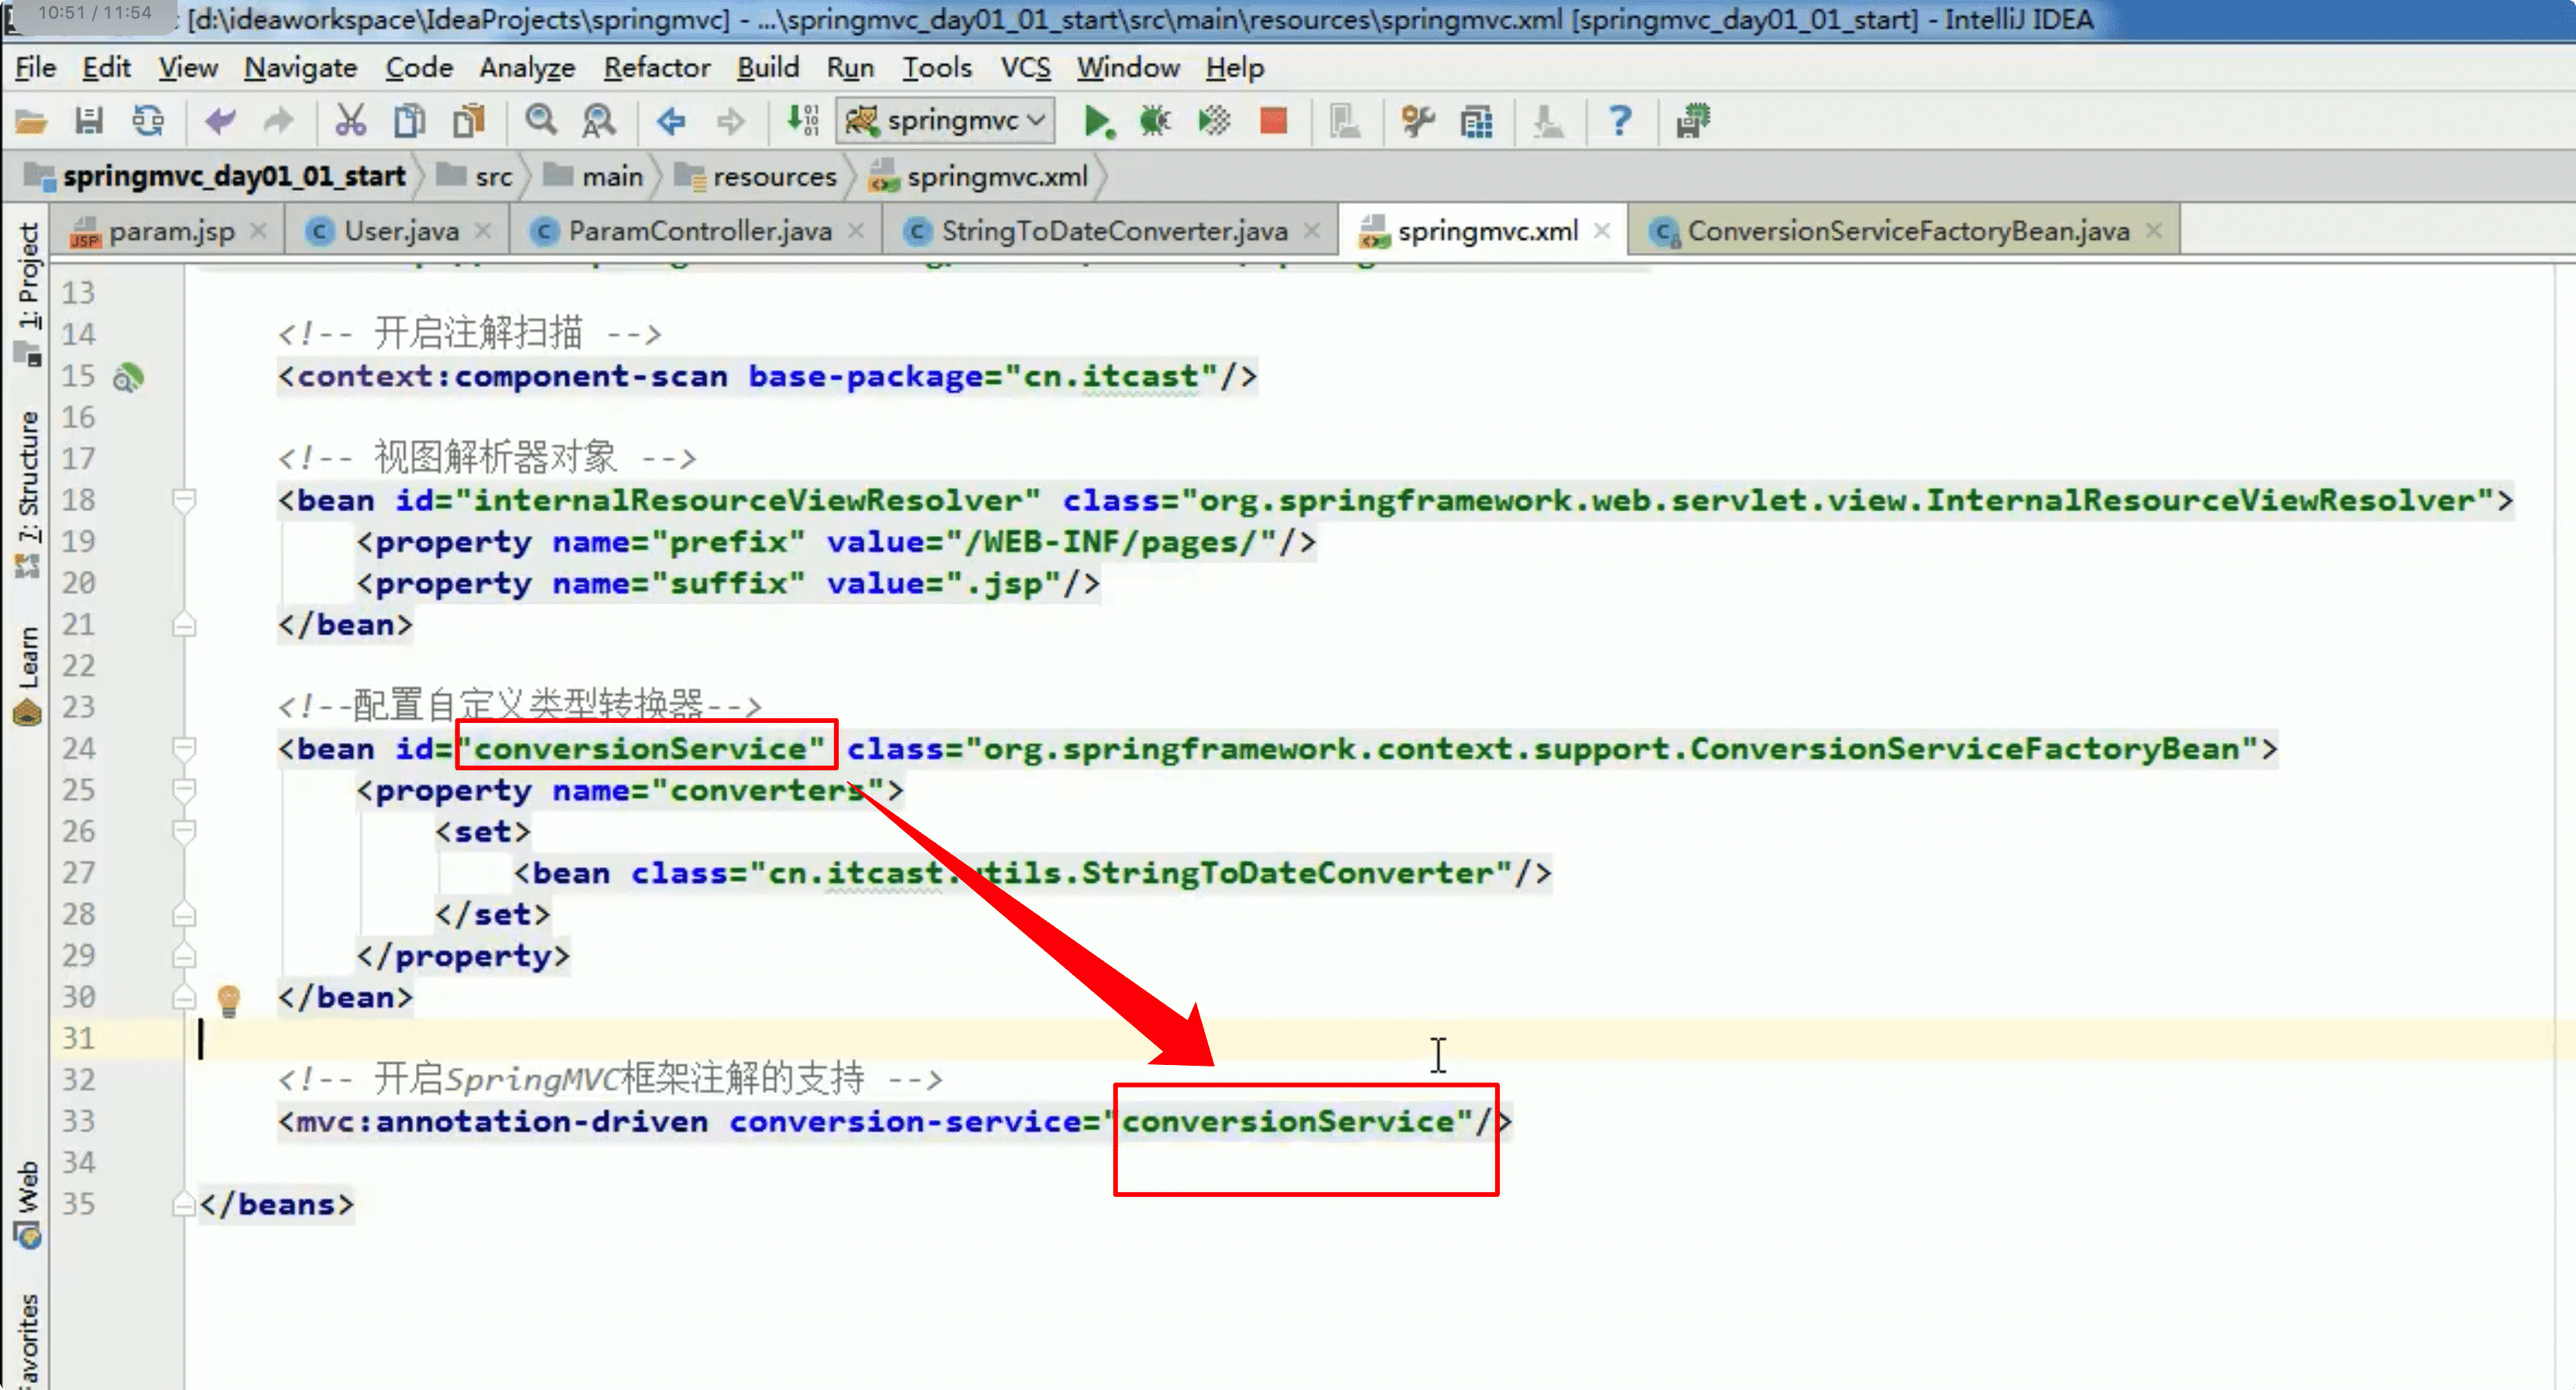 10:51 / 11:54
[d:\ideaworkspace\IdeaProjects\springmvc] - ...\springmvc_day01_01_start\src\main\resources\springmvc.xml [springmvc_day01_01_start] - IntelliJ IDEA
File Edit View Navigate Code Analyze Refactor Build Run Tools VCS Window Help
springmvc
springmvc_day01_01_start src main resources springmvc.xml
param.jsp User.java ParamController.java StringToDateConverter.java springmvc.xml ConversionServiceFactoryBean.java
1: Project
7: Structure
Learn
Web
Favorites
13
14 <!-- 开启注解扫描 -->
15 <context:component-scan base-package="cn.itcast"/>
16
17 <!-- 视图解析器对象 -->
18 <bean id="internalResourceViewResolver" class="org.springframework.web.servlet.view.InternalResourceViewResolver">
19 <property name="prefix" value="/WEB-INF/pages/"/>
20 <property name="suffix" value=".jsp"/>
21 </bean>
22
23 <!--配置自定义类型转换器-->
24 <bean id="conversionService" class="org.springframework.context.support.ConversionServiceFactoryBean">
25 <property name="converters">
26 <set>
27 <bean class="cn.itcast.utils.StringToDateConverter"/>
28 </set>
29 </property>
30 </bean>
31
32 <!-- 开启SpringMVC框架注解的支持 -->
33 <mvc:annotation-driven conversion-service="conversionService"/>
34
35 </beans>